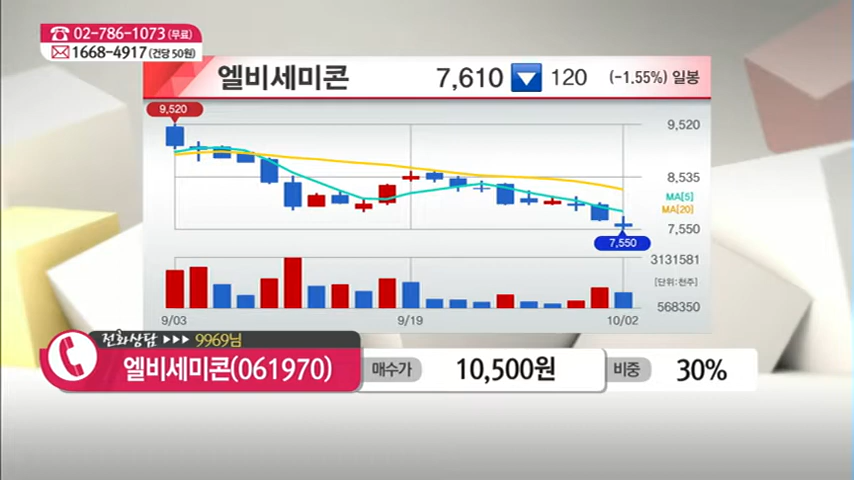 02-786-1073(무료)
1668-4917(건당 50원)
엘비세미콘 7,610 ▼ 120 (-1.55%) 일봉
9,520
9,520
8,535
MA[5]
MA[20]
7,550
7,550
3131581
[단위:천주]
568350
9/03 9/19 10/02
전화상담 ▶▶▶ 9969님
엘비세미콘(061970) 매수가 10,500원 비중 30%